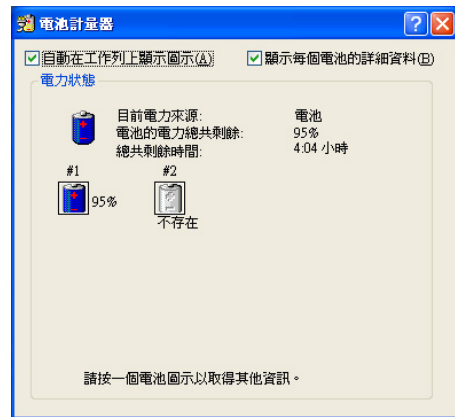 電池計量器
自動在工作列上顯示圖示(A) 顯示每個電池的詳細資料(B)
電力狀態
目前電力來源: 電池
電池的電力總共剩餘: 95%
總共剩餘時間: 4:04 小時
#1 #2
95%
不存在
請按一個電池圖示以取得其他資訊。